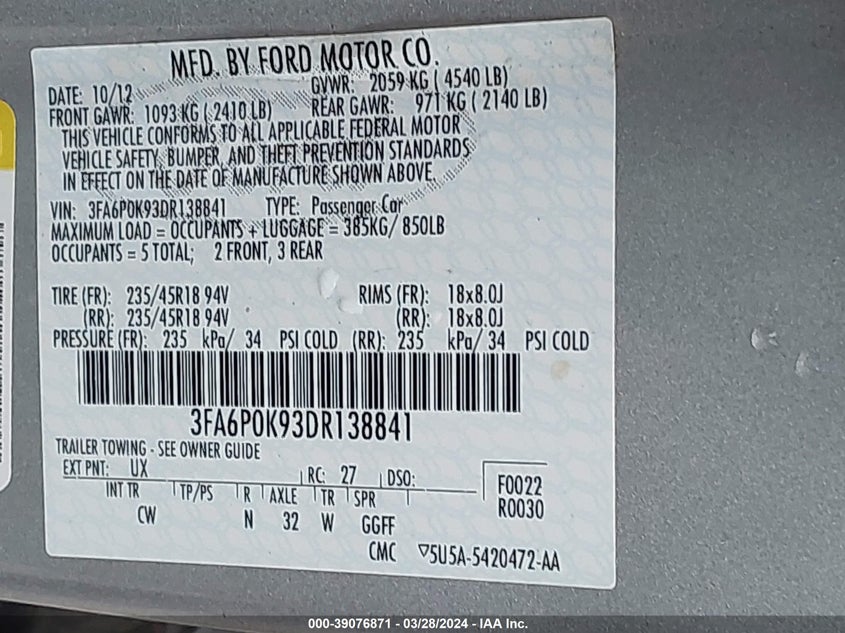 MFD. BY FORD MOTOR CO.
DATE: 10/12 GVWR: 2059 KG ( 4540 LB)
FRONT GAWR: 1093 KG ( 2410 LB) REAR GAWR: 971 KG ( 2140 LB)
THIS VEHICLE CONFORMS TO ALL APPLICABLE FEDERAL MOTOR
VEHICLE SAFETY, BUMPER, AND THEFT PREVENTION STANDARDS
IN EFFECT ON THE DATE OF MANUFACTURE SHOWN ABOVE.
VIN: 3FA6P0K93DR138841 TYPE: Passenger Car
MAXIMUM LOAD = OCCUPANTS + LUGGAGE = 385KG/ 850LB
OCCUPANTS = 5 TOTAL; 2 FRONT, 3 REAR
TIRE (FR): 235/45R18 94V RIMS (FR): 18x8.0J
(RR): 235/45R18 94V (RR): 18x8.0J
PRESSURE (FR): 235 kPa/ 34 PSI COLD (RR): 235 kPa/ 34 PSI COLD
3FA6P0K93DR138841
TRAILER TOWING - SEE OWNER GUIDE
EXT PNT: UX RC: 27 DSO:
INT TR TP/PS R AXLE TR SPR
CW N 32 W GGFF
F0022
R0030
CMC ▽5U5A-5420472-AA
000-39076871 - 03/28/2024 - IAA Inc.